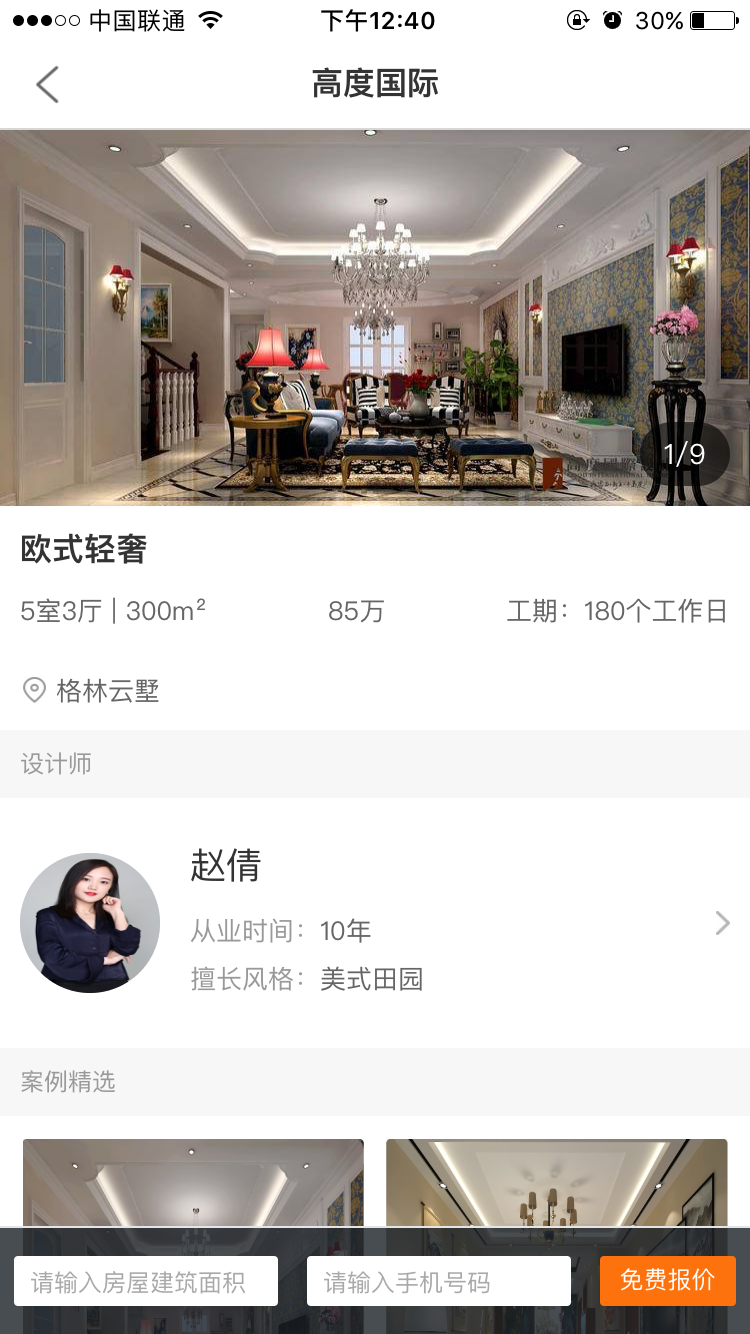 中国联通 下午12:40 30%
高度国际
1/9
欧式轻奢
5室3厅 | 300m² 85万 工期：180个工作日
格林云墅
设计师
赵倩
从业时间：10年
擅长风格：美式田园
案例精选
请输入房屋建筑面积 请输入手机号码 免费报价